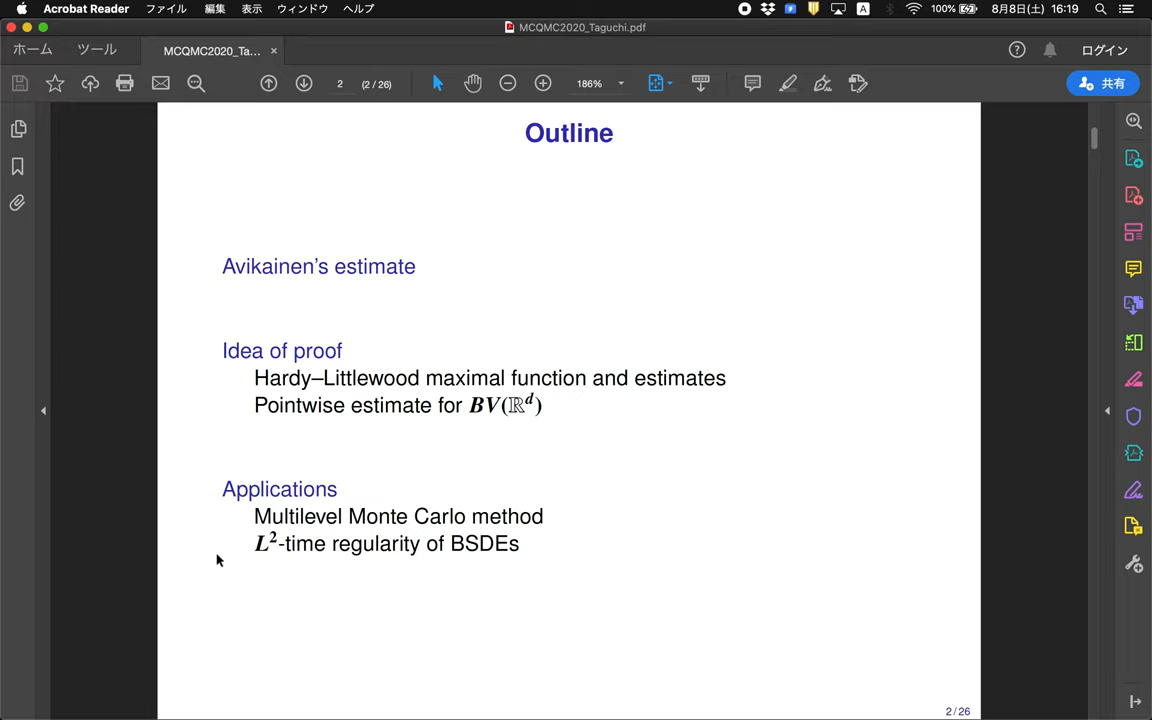 Acrobat Reader ファイル 編集 表示 ウィンドウ ヘルプ A 100% 8月8日(土) 16:19
MCQMC2020_Taguchi.pdf
ホーム ツール MCQMC2020_Ta... × ? ログイン
2 (2 / 26) 186% 共有
Outline
Avikainen's estimate
Idea of proof
Hardy–Littlewood maximal function and estimates
Pointwise estimate for BV(ℝᵈ)
Applications
Multilevel Monte Carlo method
L²-time regularity of BSDEs
2 / 26